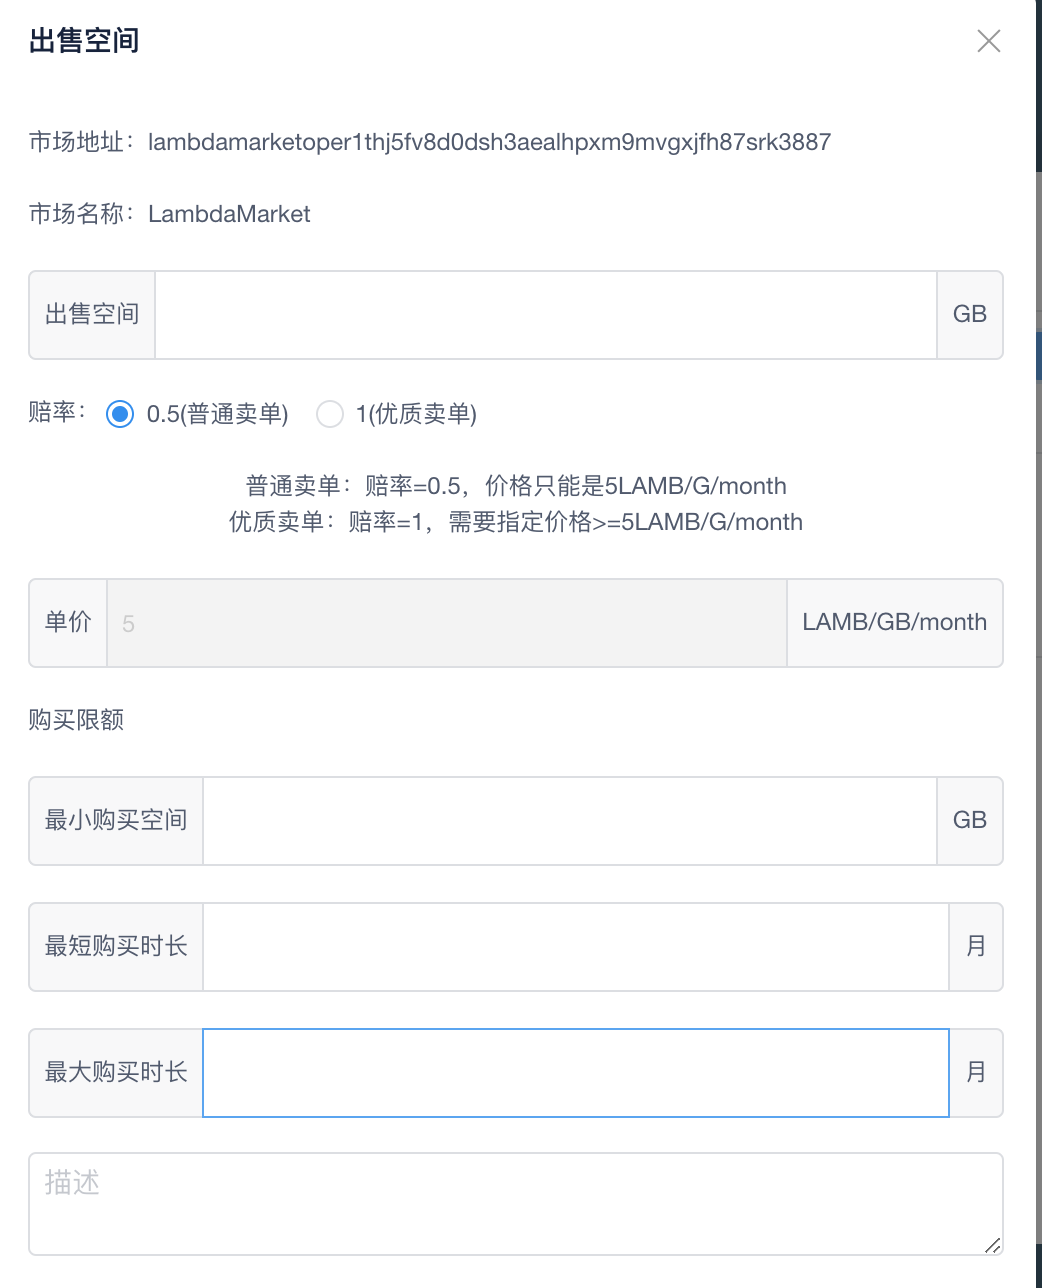 出售空间
市场地址：lambdamarketoper1thj5fv8d0dsh3aealhpxm9mvgxjfh87srk3887
市场名称：LambdaMarket
出售空间 GB
赔率： 0.5(普通卖单) 1(优质卖单)
普通卖单：赔率=0.5，价格只能是5LAMB/G/month
优质卖单：赔率=1，需要指定价格>=5LAMB/G/month
单价 5 LAMB/GB/month
购买限额
最小购买空间 GB
最短购买时长 月
最大购买时长 月
描述